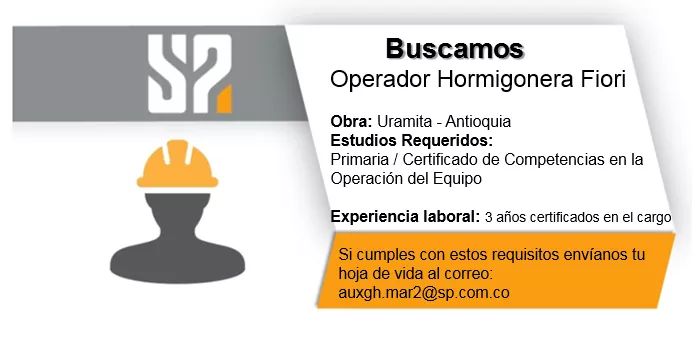 SP.
Buscamos
Operador Hormigonera Fiori
Obra: Uramita - Antioquia
Estudios Requeridos:
Primaria / Certificado de Competencias en la
Operación del Equipo
Experiencia laboral: 3 años certificados en el cargo
Si cumples con estos requisitos envíanos tu
hoja de vida al correo:
auxgh.mar2@sp.com.co